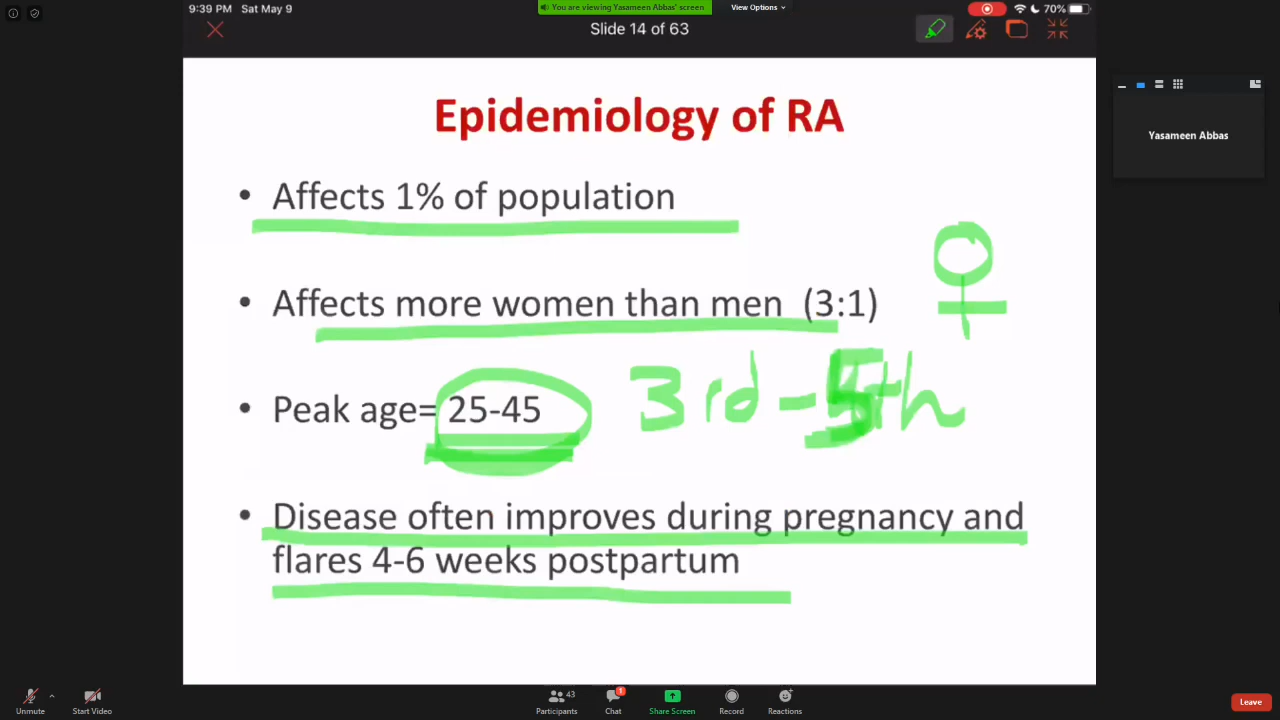 9:39 PM Sat May 9
You are viewing Yasameen Abbas' screen
View Options
70%
Slide 14 of 63
Epidemiology of RA
• Affects 1% of population
• Affects more women than men (3:1)
• Peak age= 25-45
3rd - 5th
• Disease often improves during pregnancy and
flares 4-6 weeks postpartum
Yasameen Abbas
Unmute
Start Video
43
Participants
1
Chat
Share Screen
Record
Reactions
Leave